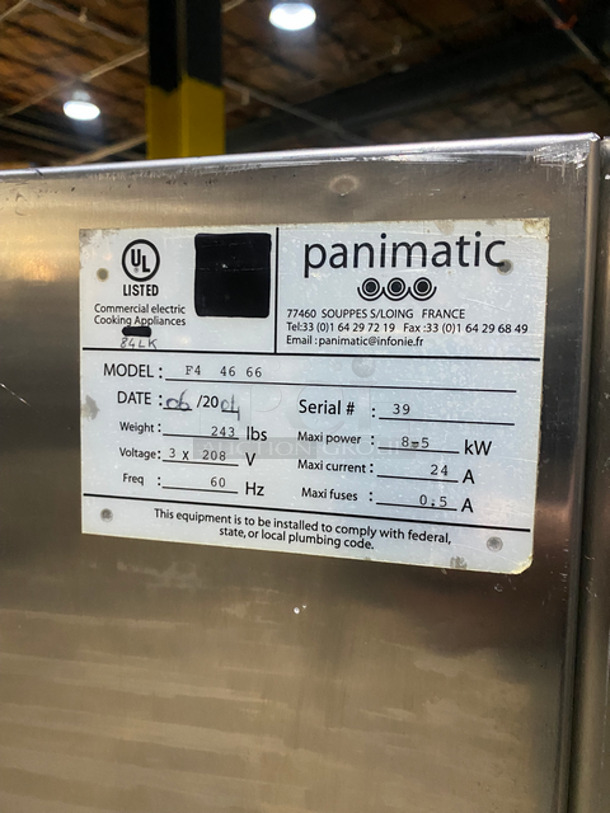 UL
LISTED
Commercial electric
Cooking Appliances
84LK
panimatic
77460 SOUPPES S/LOING FRANCE
Tel:33 (0)1 64 29 72 19 Fax :33 (0)1 64 29 68 49
Email : panimatic@infonie.fr
MODEL : F4 46 66
DATE : 06 /2004
Serial # : 39
Weight : 243 lbs
Maxi power : 8=5 kW
Voltage : 3 x 208 V
Maxi current : 24 A
Freq : 60 Hz
Maxi fuses : 0,5 A
This equipment is to be installed to comply with federal,
state, or local plumbing code.
AUCTION GROUP